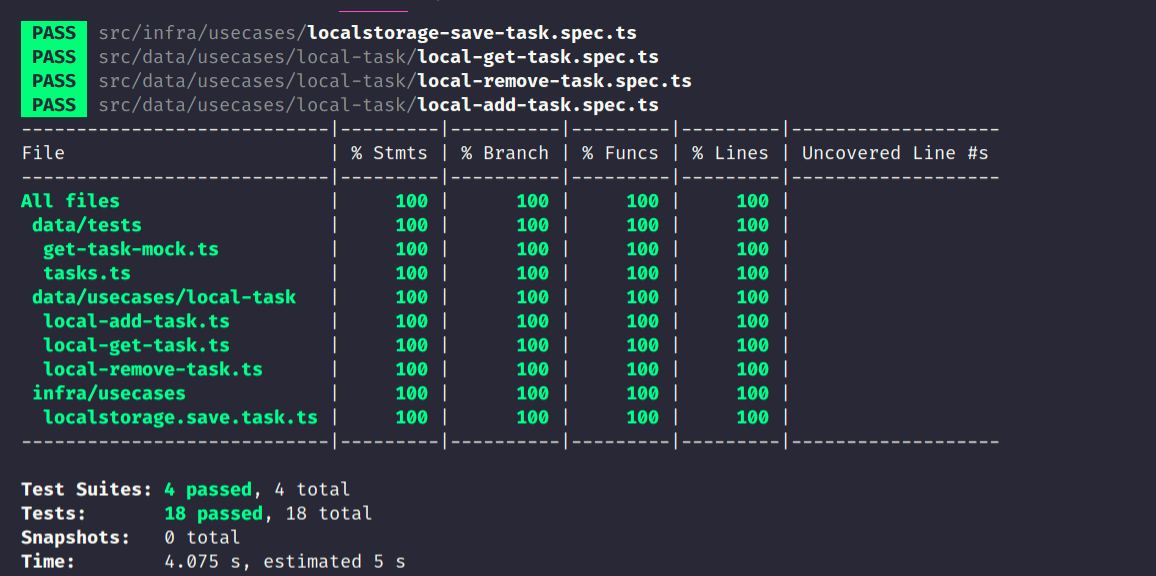 PASS src/infra/usecases/localstorage-save-task.spec.ts
PASS src/data/usecases/local-task/local-get-task.spec.ts
PASS src/data/usecases/local-task/local-remove-task.spec.ts
PASS src/data/usecases/local-task/local-add-task.spec.ts
----------------------------|---------|----------|---------|---------|-------------------
File                        | % Stmts | % Branch | % Funcs | % Lines | Uncovered Line #s
----------------------------|---------|----------|---------|---------|-------------------
All files                   |     100 |      100 |     100 |     100 |
 data/tests                 |     100 |      100 |     100 |     100 |
  get-task-mock.ts          |     100 |      100 |     100 |     100 |
  tasks.ts                  |     100 |      100 |     100 |     100 |
 data/usecases/local-task   |     100 |      100 |     100 |     100 |
  local-add-task.ts         |     100 |      100 |     100 |     100 |
  local-get-task.ts         |     100 |      100 |     100 |     100 |
  local-remove-task.ts      |     100 |      100 |     100 |     100 |
 infra/usecases             |     100 |      100 |     100 |     100 |
  localstorage.save.task.ts |     100 |      100 |     100 |     100 |
----------------------------|---------|----------|---------|---------|-------------------
Test Suites: 4 passed, 4 total
Tests:       18 passed, 18 total
Snapshots:   0 total
Time:        4.075 s, estimated 5 s